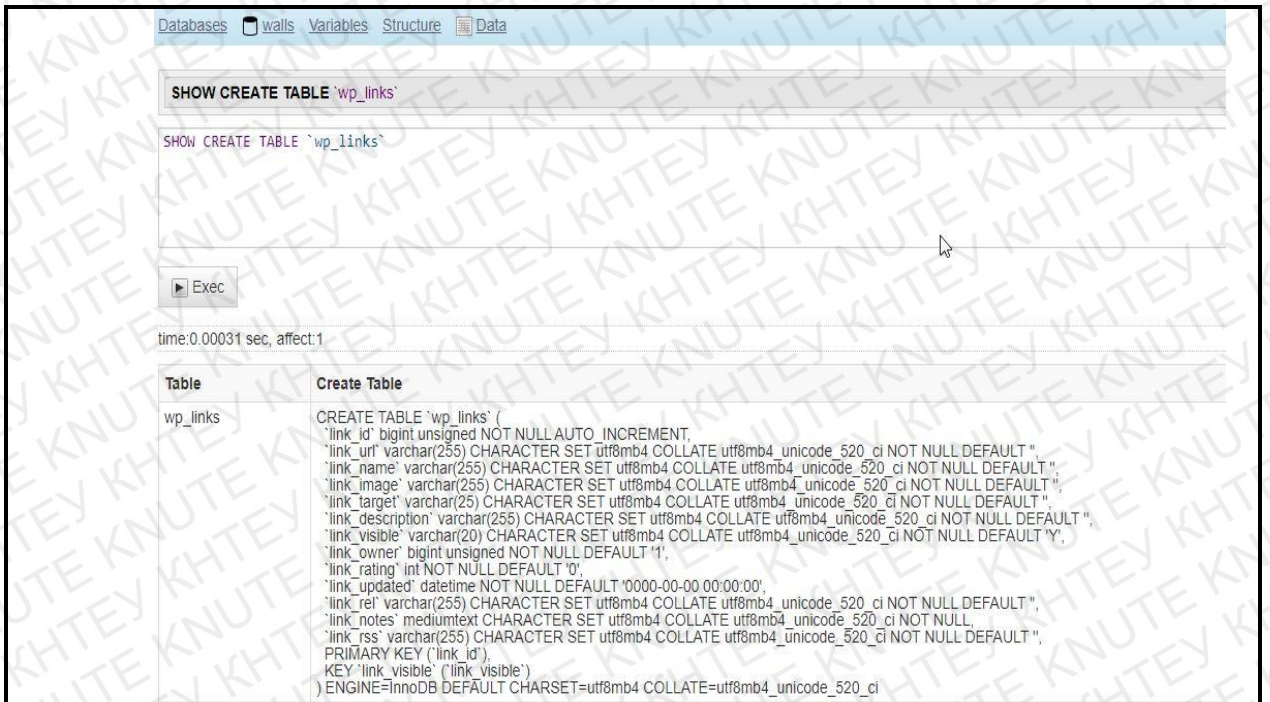 Databases walls Variables Structure Data
SHOW CREATE TABLE `wp_links`
SHOW CREATE TABLE `wp_links`
Exec
time:0.00031 sec, affect:1
Table Create Table
wp_links CREATE TABLE `wp_links` (
`link_id` bigint unsigned NOT NULL AUTO_INCREMENT,
`link_url` varchar(255) CHARACTER SET utf8mb4 COLLATE utf8mb4_unicode_520_ci NOT NULL DEFAULT '',
`link_name` varchar(255) CHARACTER SET utf8mb4 COLLATE utf8mb4_unicode_520_ci NOT NULL DEFAULT '',
`link_image` varchar(255) CHARACTER SET utf8mb4 COLLATE utf8mb4_unicode_520_ci NOT NULL DEFAULT '',
`link_target` varchar(25) CHARACTER SET utf8mb4 COLLATE utf8mb4_unicode_520_ci NOT NULL DEFAULT '',
`link_description` varchar(255) CHARACTER SET utf8mb4 COLLATE utf8mb4_unicode_520_ci NOT NULL DEFAULT '',
`link_visible` varchar(20) CHARACTER SET utf8mb4 COLLATE utf8mb4_unicode_520_ci NOT NULL DEFAULT 'Y',
`link_owner` bigint unsigned NOT NULL DEFAULT '1',
`link_rating` int NOT NULL DEFAULT '0',
`link_updated` datetime NOT NULL DEFAULT '0000-00-00 00:00:00',
`link_rel` varchar(255) CHARACTER SET utf8mb4 COLLATE utf8mb4_unicode_520_ci NOT NULL DEFAULT '',
`link_notes` mediumtext CHARACTER SET utf8mb4 COLLATE utf8mb4_unicode_520_ci NOT NULL,
`link_rss` varchar(255) CHARACTER SET utf8mb4 COLLATE utf8mb4_unicode_520_ci NOT NULL DEFAULT '',
PRIMARY KEY (`link_id`),
KEY `link_visible` (`link_visible`)
) ENGINE=InnoDB DEFAULT CHARSET=utf8mb4 COLLATE=utf8mb4_unicode_520_ci